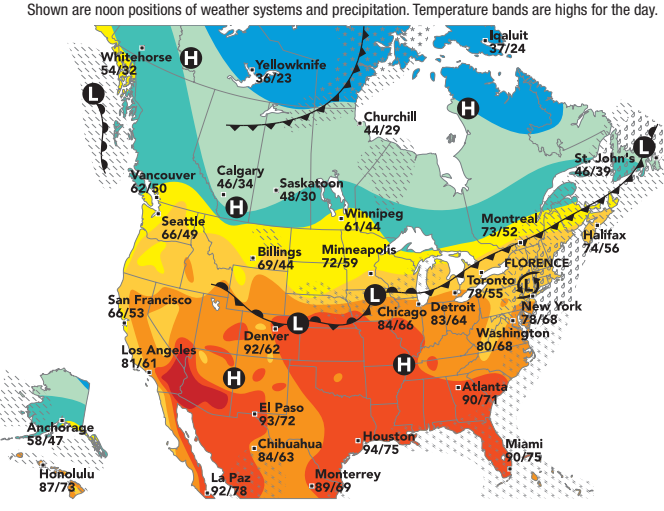 Shown are noon positions of weather systems and precipitation. Temperature bands are highs for the day.
Iqaluit
37/24
Whitehorse
54/32
H
Yellowknife
36/23
L
H
Churchill
44/29
L
St. John's
46/39
Vancouver
62/50
Calgary
46/34
Saskatoon
48/30
H
Seattle
66/49
Winnipeg
61/44
Montreal
73/52
Halifax
74/56
Billings
69/44
Minneapolis
72/59
FLORENCE
L
Toronto
78/55
San Francisco
66/53
L
Chicago
84/66
Detroit
83/64
New York
78/68
L
Denver
92/62
Washington
80/68
Los Angeles
81/61
H
H
Atlanta
90/71
El Paso
93/72
Anchorage
58/47
Chihuahua
84/63
Houston
94/75
Miami
90/75
Honolulu
87/73
La Paz
92/78
Monterrey
89/69